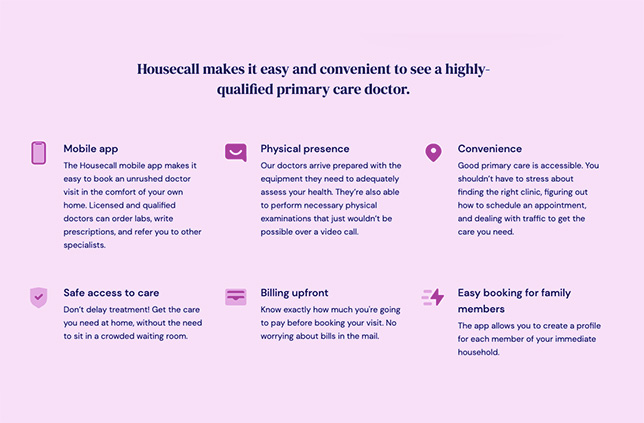 Housecall makes it easy and convenient to see a highly-
qualified primary care doctor.
Mobile app
The Housecall mobile app makes it
easy to book an unrushed doctor
visit in the comfort of your own
home. Licensed and qualified
doctors can order labs, write
prescriptions, and refer you to other
specialists.
Physical presence
Our doctors arrive prepared with the
equipment they need to adequately
assess your health. They're also able
to perform necessary physical
examinations that just wouldn't be
possible over a video call.
Convenience
Good primary care is accessible. You
shouldn't have to stress about
finding the right clinic, figuring out
how to schedule an appointment,
and dealing with traffic to get the
care you need.
Safe access to care
Don't delay treatment! Get the care
you need at home, without the need
to sit in a crowded waiting room.
Billing upfront
Know exactly how much you're going
to pay before booking your visit. No
worrying about bills in the mail.
Easy booking for family
members
The app allows you to create a profile
for each member of your immediate
household.